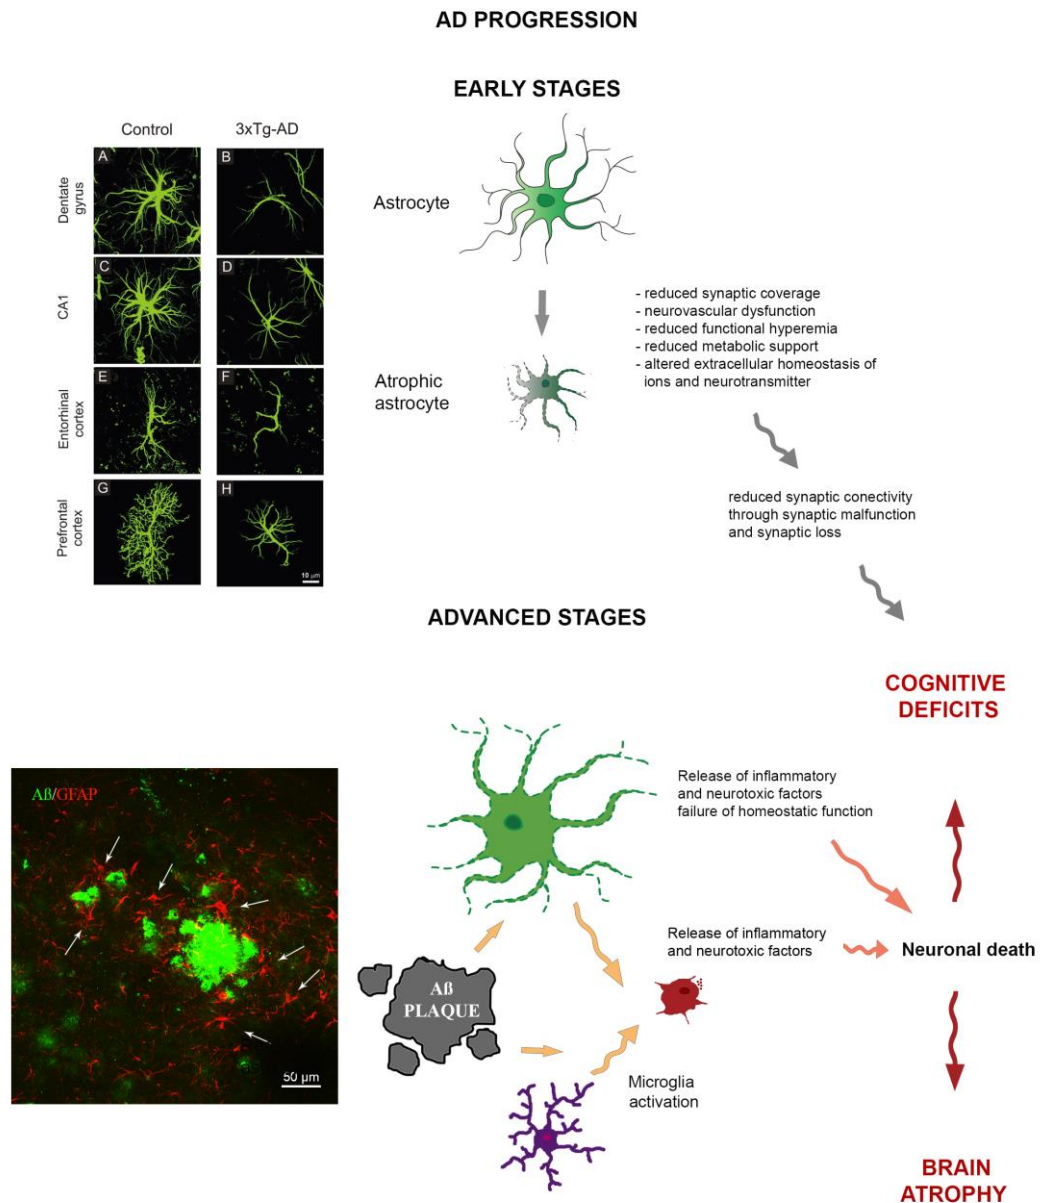 AD PROGRESSION
EARLY STAGES
Control
3xTg-AD
Dentate
gyrus
A
B
CA1
C
D
Entorhinal
cortex
E
F
Prefrontal
cortex
G
H
10 µm
Astrocyte
Atrophic
astrocyte
- reduced synaptic coverage
- neurovascular dysfunction
- reduced functional hyperemia
- reduced metabolic support
- altered extracellular homeostasis of
ions and neurotransmitter
reduced synaptic conectivity
through synaptic malfunction
and synaptic loss
ADVANCED STAGES
COGNITIVE
DEFICITS
Aß/GFAP
50 µm
Release of inflammatory
and neurotoxic factors
failure of homeostatic function
Release of inflammatory
and neurotoxic factors
Neuronal death
Aß
PLAQUE
Microglia
activation
BRAIN
ATROPHY